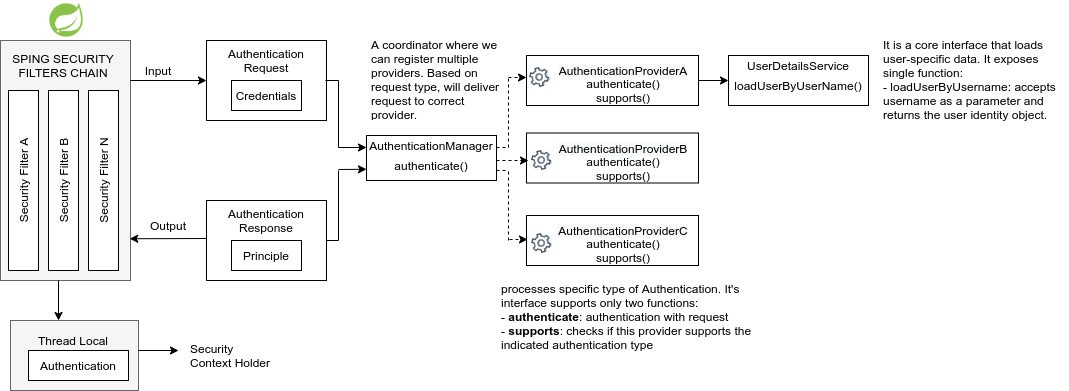 SPING SECURITY
FILTERS CHAIN
Security Filter A
Security Filter B
Security Filter N
Input
Authentication
Request
Credentials
Output
Authentication
Response
Principle
Thread Local
Authentication
Security
Context Holder
A coordinator where we
can register multiple
providers. Based on
request type, will deliver
request to correct
provider.
AuthenticationManager
authenticate()
AuthenticationProviderA
authenticate()
supports()
AuthenticationProviderB
authenticate()
supports()
AuthenticationProviderC
authenticate()
supports()
processes specific type of Authentication. It's
interface supports only two functions:
- authenticate: authentication with request
- supports: checks if this provider supports the
indicated authentication type
UserDetailsService
loadUserByUserName()
It is a core interface that loads
user-specific data. It exposes
single function:
- loadUserByUsername: accepts
username as a parameter and
returns the user identity object.